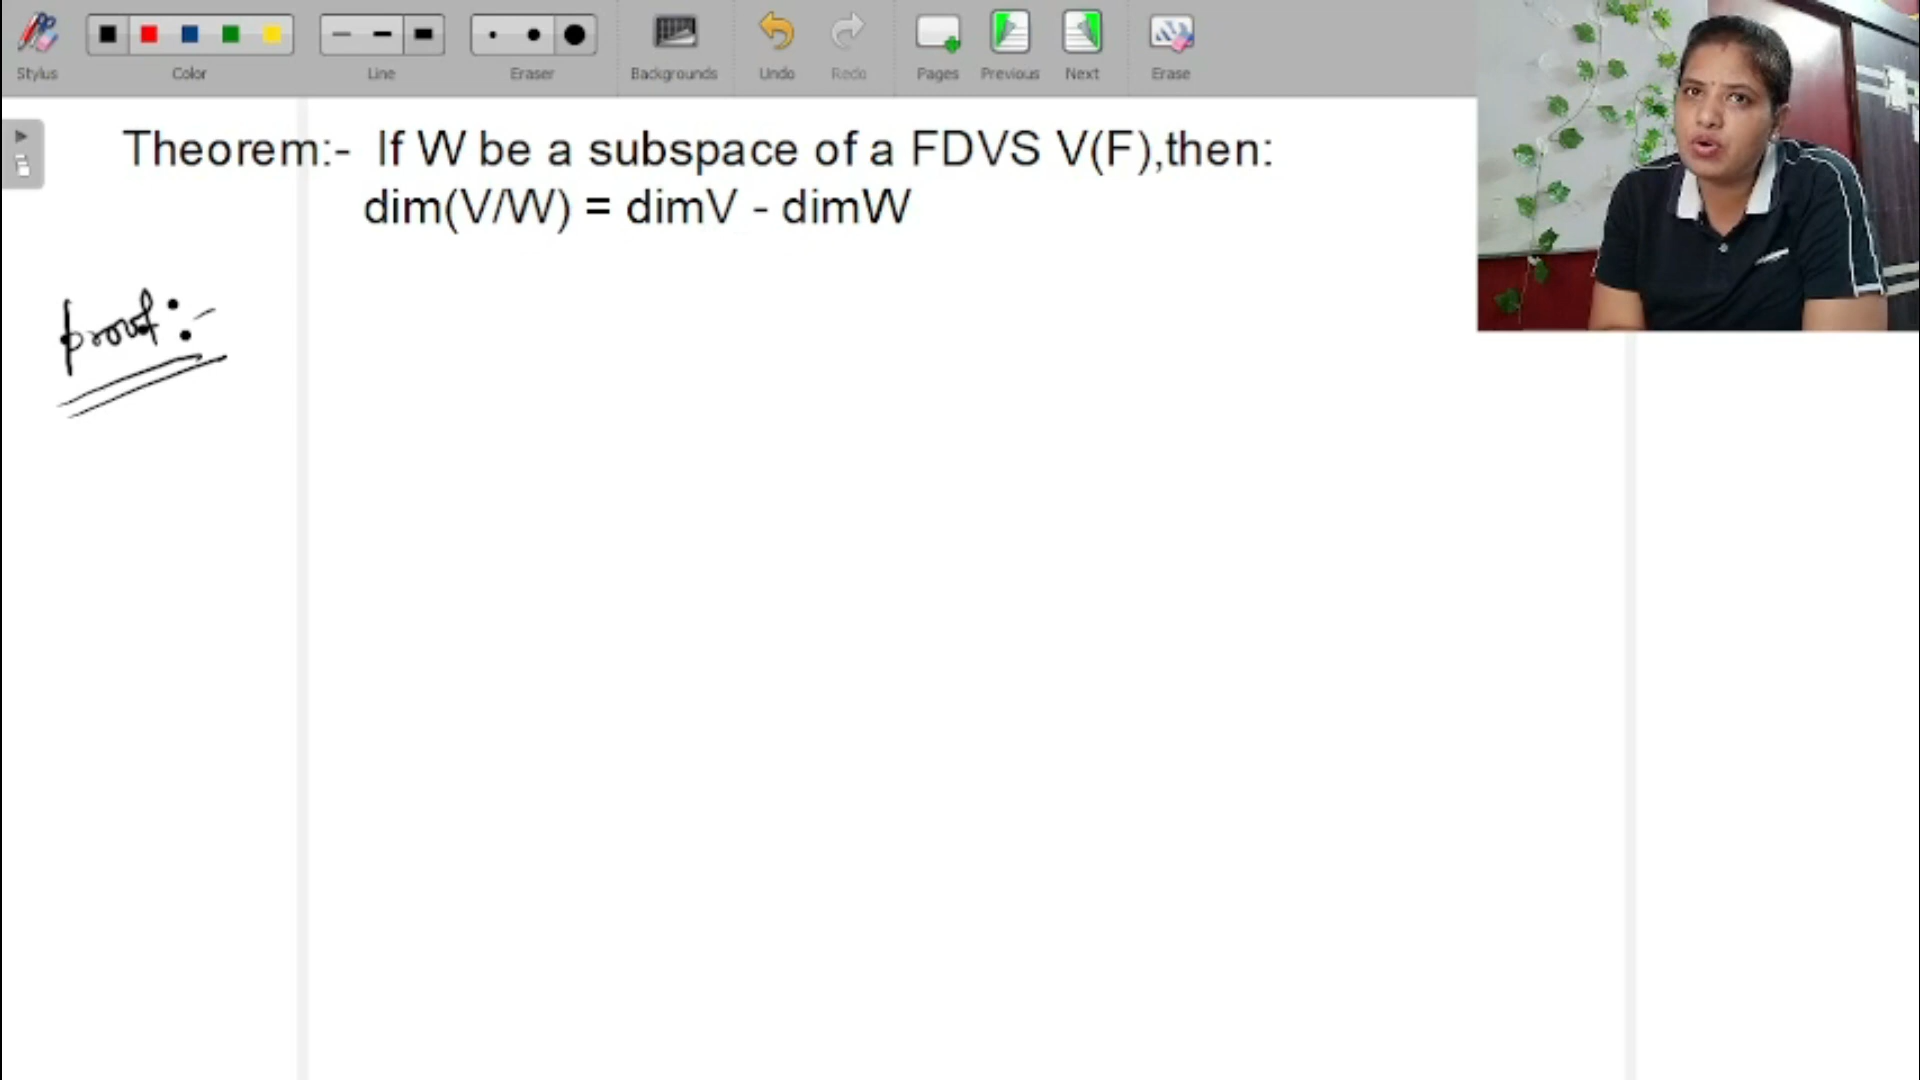 Stylus Color Line Eraser Backgrounds Undo Redo Pages Previous Next Erase
Theorem:- If W be a subspace of a FDVS V(F),then:
dim(V/W) = dimV - dimW
proof:-